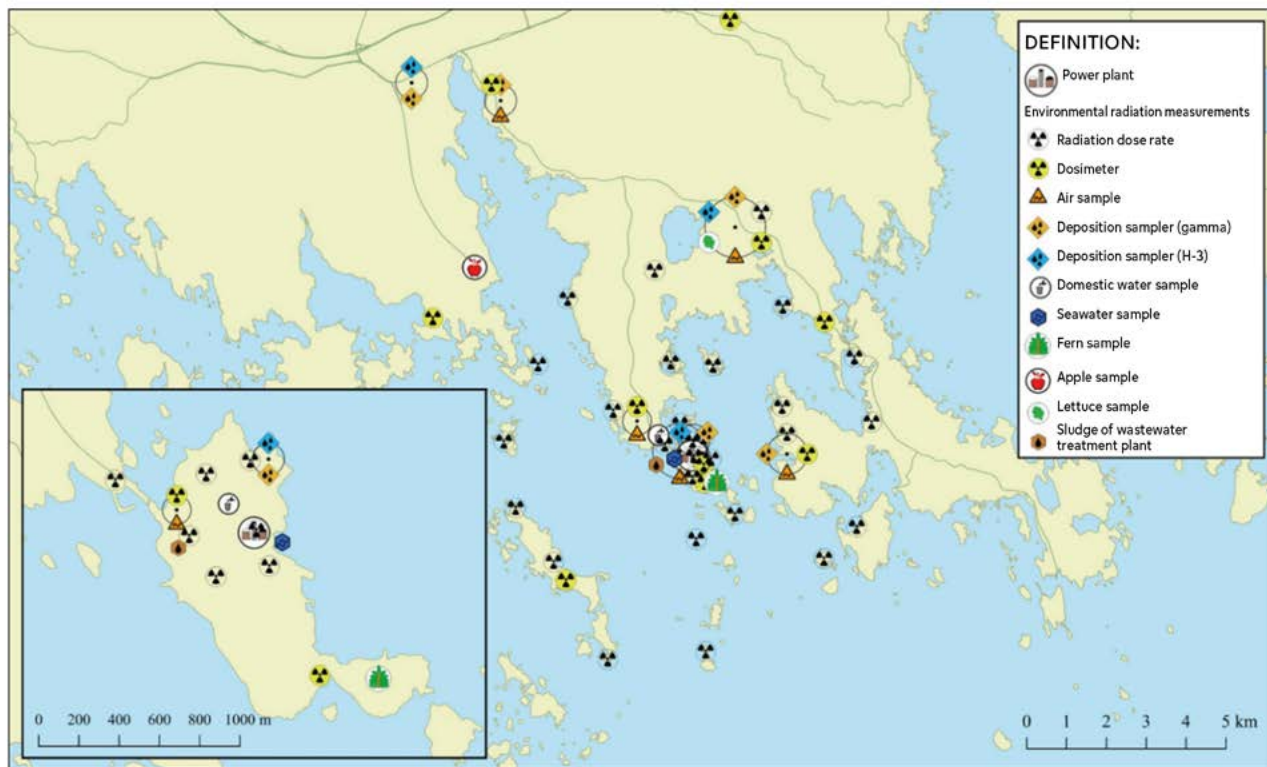 DEFINITION:
Power plant
Environmental radiation measurements
Radiation dose rate
Dosimeter
Air sample
Deposition sampler (gamma)
Deposition sampler (H-3)
Domestic water sample
Seawater sample
Fern sample
Apple sample
Lettuce sample
Sludge of wastewater
treatment plant
0 200 400 600 800 1000 m
0 1 2 3 4 5 km